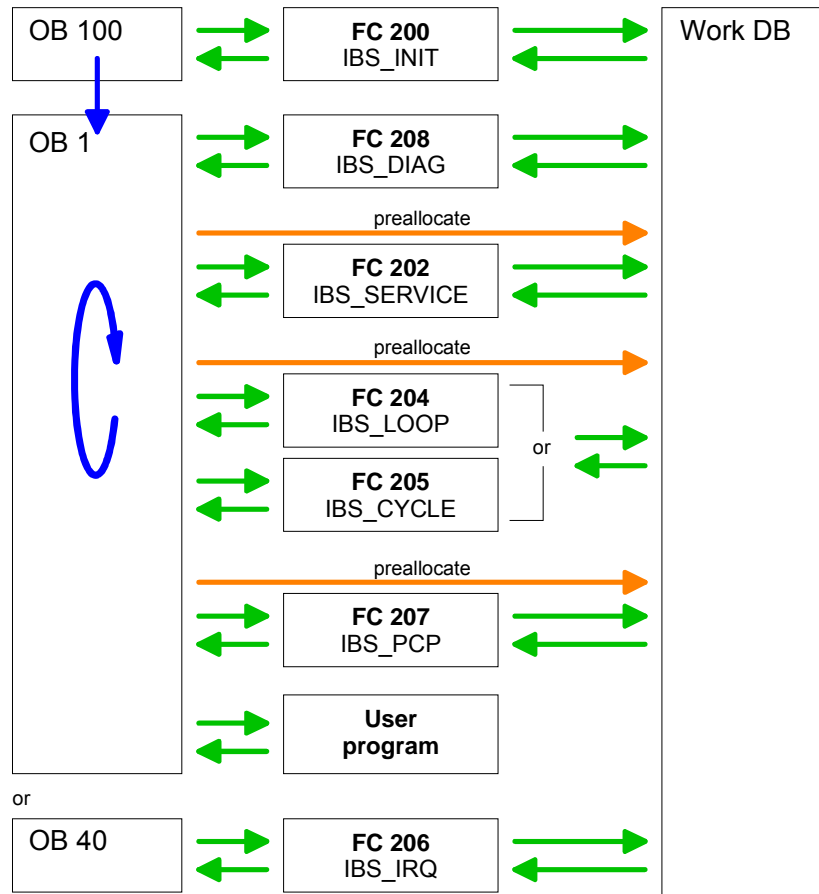 OB 100
FC 200
IBS_INIT
Work DB
OB 1
FC 208
IBS_DIAG
preallocate
FC 202
IBS_SERVICE
preallocate
FC 204
IBS_LOOP
or
FC 205
IBS_CYCLE
preallocate
FC 207
IBS_PCP
User
program
or
OB 40
FC 206
IBS_IRQ